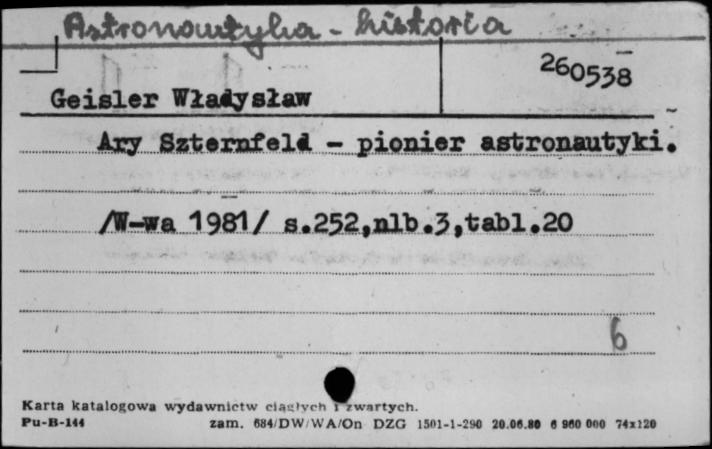 Astronautyka - historia
260538
Geisler Władysław
Ary Szternfeld - pionier astronautyki.
/W-wa 1981/ s.252,nlb.3,tabl.20
6
Karta katalogowa wydawnictw ciągłych i zwartych.
Pu-B-144 zam. 684/DW/WA/On DZG 1501-1-290 20.06.80 6 980 000 74x120